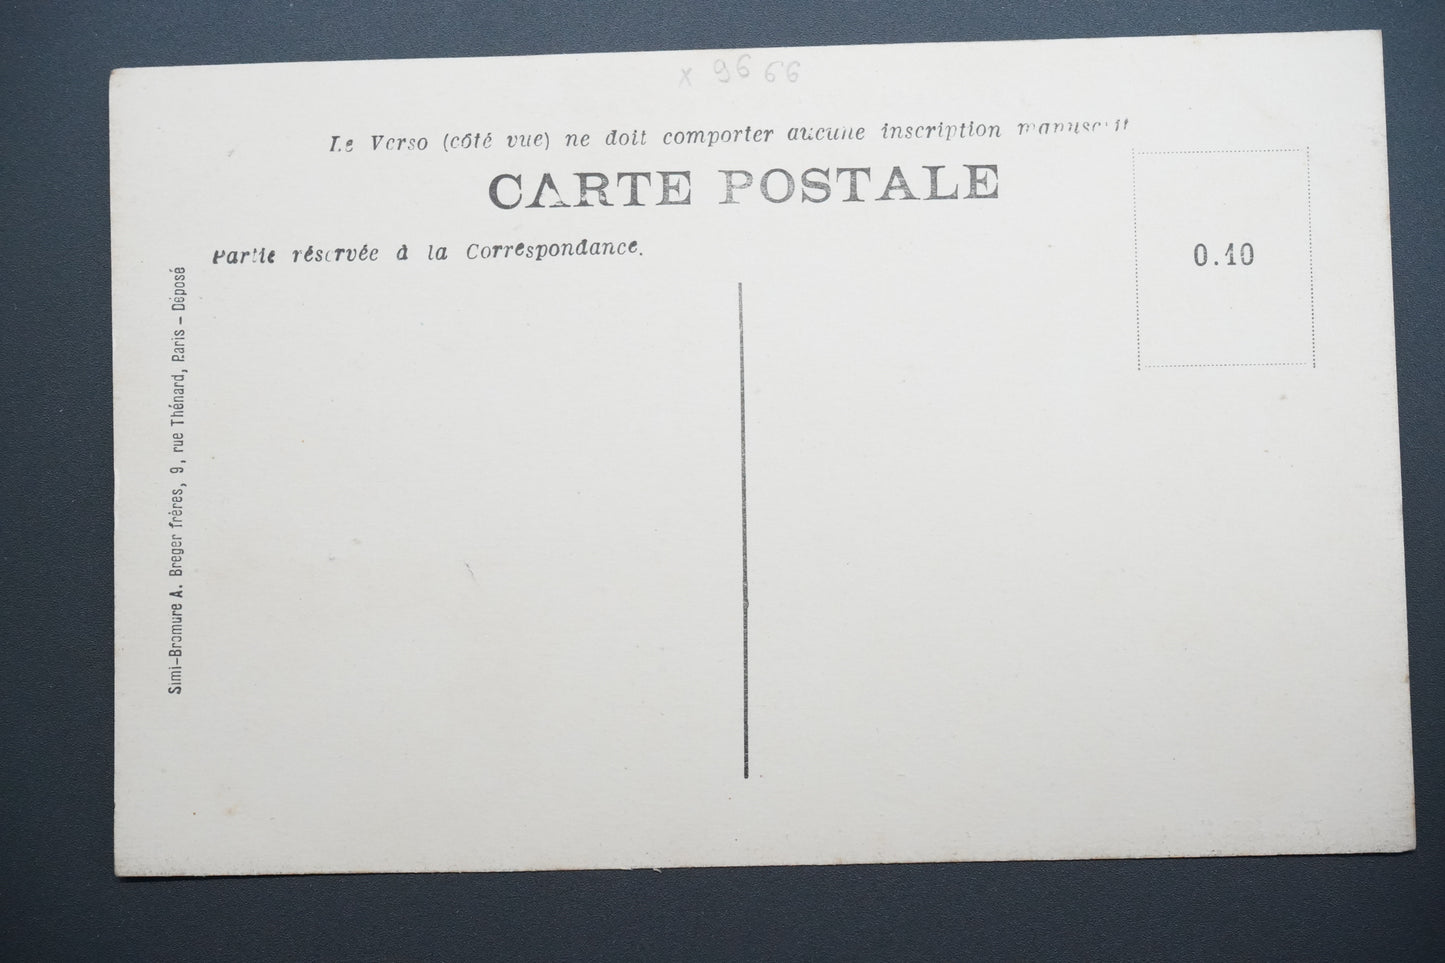 x 9666
Le Verso (côté vue) ne doit comporter aucune inscription manuscrit
CARTE POSTALE
Partie réservée à la Correspondance.
0.10
Simi-Bromure A. Breger frères, 9, rue Thénard, Paris – Déposé